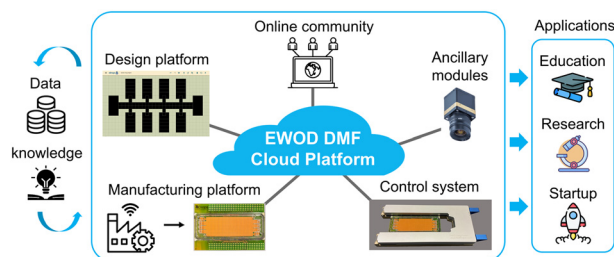 Online community
Applications
Design platform
Ancillary
modules
Education
Data
EWOD DMF
Cloud Platform
Research
knowledge
Manufacturing platform
Control system
Startup